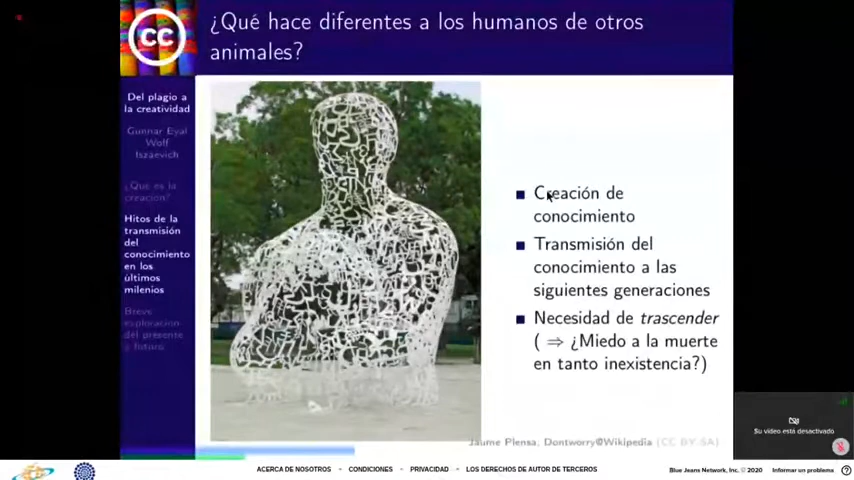 ¿Qué hace diferentes a los humanos de otros
animales?
cc
Del plagio a
la creatividad
Gunnar Eyal
Wolf
Iszaevich
¿Qué es la
creación?
Hitos de la
transmisión
del
conocimiento
en los
últimos
milenios
Breve
exploración
del presente
y futuro
Creación de
conocimiento
Transmisión del
conocimiento a las
siguientes generaciones
Necesidad de trascender
( ⇒ ¿Miedo a la muerte
en tanto inexistencia?)
Jaume Plensa, Dontworry@Wikipedia (CC BY SA)
Su video está desactivado
ACERCA DE NOSOTROS - CONDICIONES - PRIVACIDAD - LOS DERECHOS DE AUTOR DE TERCEROS
Blue Jeans Network, Inc. © 2020 Informar un problema